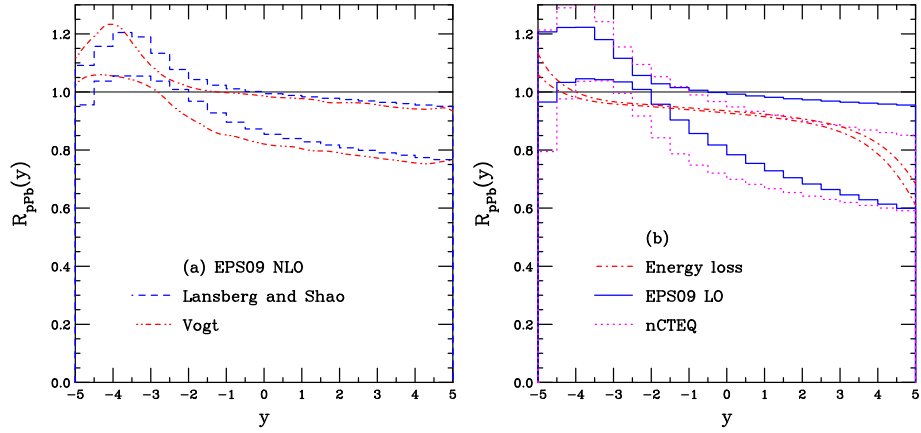 R_pPb(y)
1.2
1.0
0.8
0.6
0.4
0.2
0.0
(a) EPS09 NLO
Lansberg and Shao
Vogt
−5 −4 −3 −2 −1 0 1 2 3 4 5
y
R_pPb(y)
1.2
1.0
0.8
0.6
0.4
0.2
0.0
(b)
Energy loss
EPS09 LO
nCTEQ
−5 −4 −3 −2 −1 0 1 2 3 4 5
y